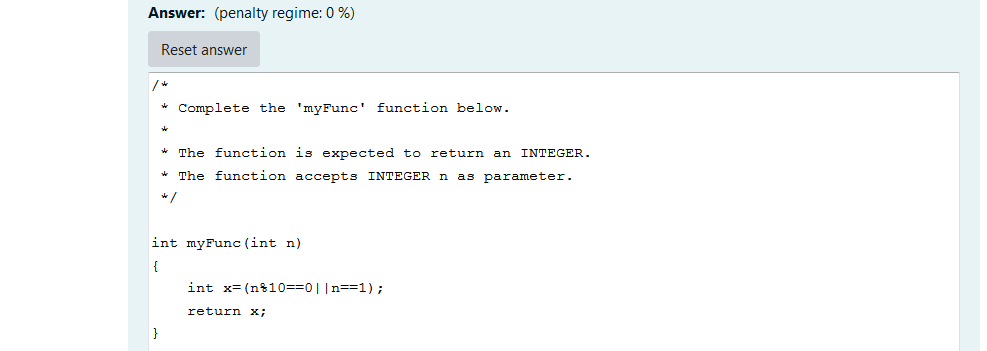 Answer: (penalty regime: 0 %)
Reset answer
/*
* Complete the 'myFunc' function below.
*
* The function is expected to return an INTEGER.
* The function accepts INTEGER n as parameter.
*/
int myFunc(int n)
{
int x=(n%10==0||n==1);
return x;
}